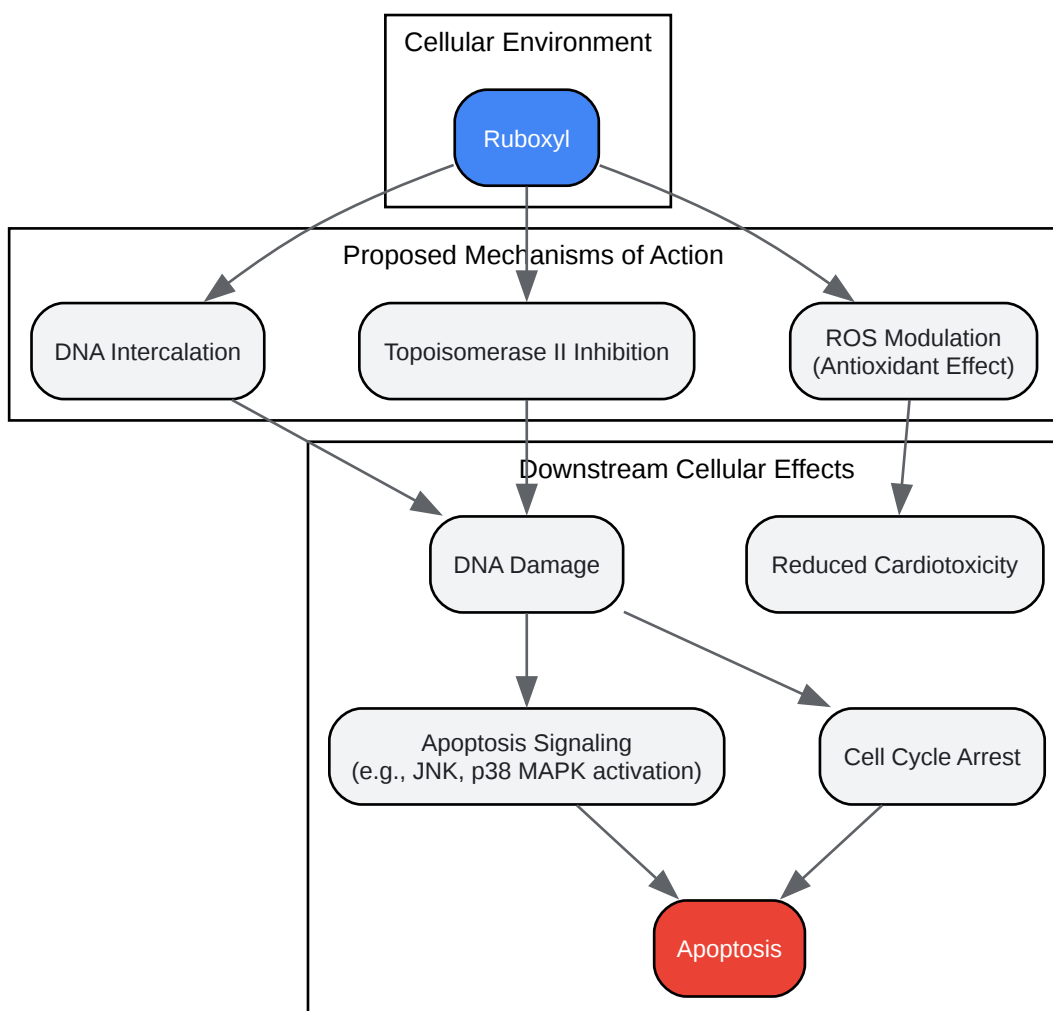 Cellular Environment
Ruboxyl
Proposed Mechanisms of Action
DNA Intercalation
Topoisomerase II Inhibition
ROS Modulation
(Antioxidant Effect)
Downstream Cellular Effects
DNA Damage
Reduced Cardiotoxicity
Apoptosis Signaling
(e.g., JNK, p38 MAPK activation)
Cell Cycle Arrest
Apoptosis